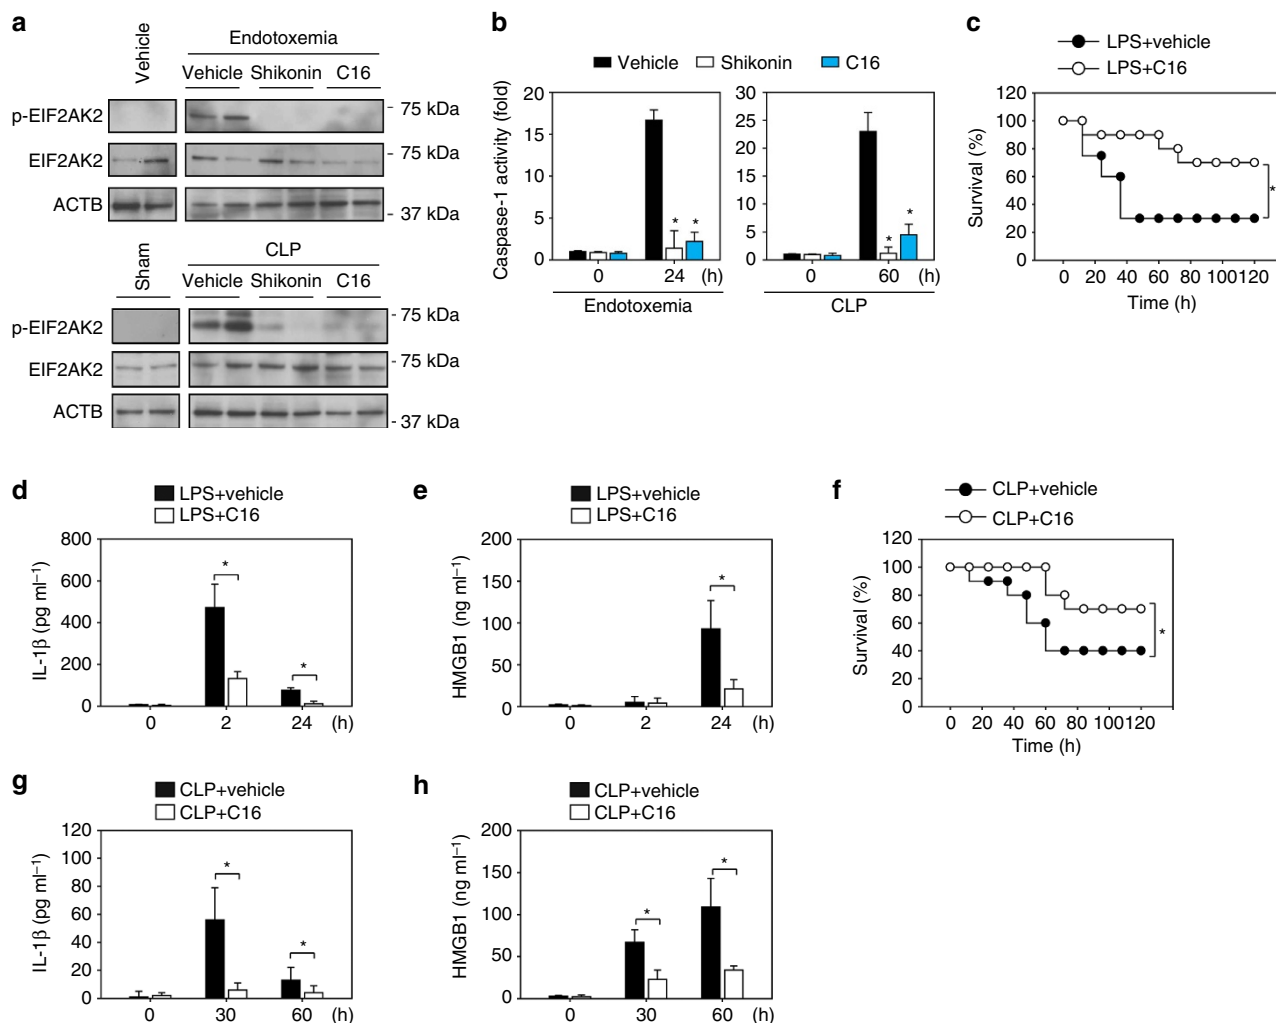 a
Vehicle
Endotoxemia
Vehicle Shikonin C16
p-EIF2AK2
- 75 kDa
EIF2AK2
- 75 kDa
ACTB
- 37 kDa
Sham
CLP
Vehicle Shikonin C16
p-EIF2AK2
- 75 kDa
EIF2AK2
- 75 kDa
ACTB
- 37 kDa
b
Vehicle Shikonin C16
Caspase-1 activity (fold)
20
15
10
5
0
* *
0 24 (h)
Endotoxemia
30
25
20
15
10
5
0
* *
0 60 (h)
CLP
c
LPS+vehicle
LPS+C16
Survival (%)
120
100
80
60
40
20
0
*
0 20 40 60 80 100 120
Time (h)
d
LPS+vehicle
LPS+C16
IL-1β (pg ml⁻¹)
800
600
400
200
0
* *
0 2 24 (h)
e
LPS+vehicle
LPS+C16
HMGB1 (ng ml⁻¹)
200
150
100
50
0
*
0 2 24 (h)
f
CLP+vehicle
CLP+C16
Survival (%)
120
100
80
60
40
20
0
*
0 20 40 60 80 100 120
Time (h)
g
CLP+vehicle
CLP+C16
IL-1β (pg ml⁻¹)
120
100
80
60
40
20
0
* *
0 30 60 (h)
h
CLP+vehicle
CLP+C16
HMGB1 (ng ml⁻¹)
200
150
100
50
0
* *
0 30 60 (h)